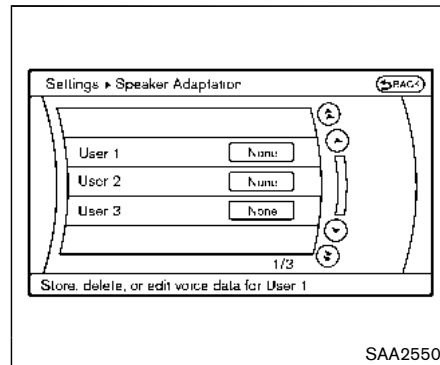 Settings ▸ Speaker Adaptation
BACK
User 1 None
User 2 None
User 3 None
1/3
Store, delete, or edit voice data for User 1
SAA2550